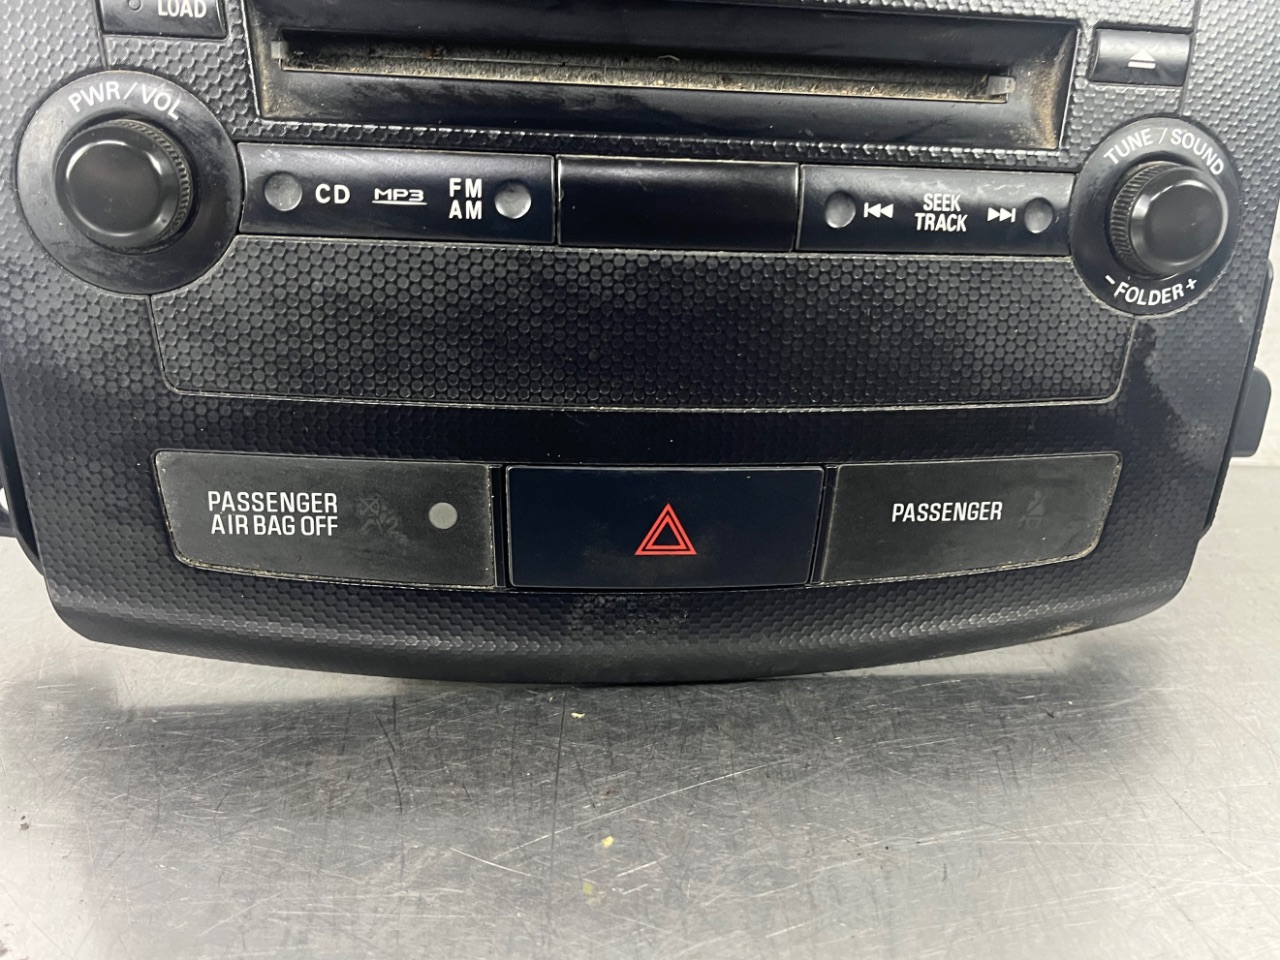 LOAD
PWR / VOL
TUNE / SOUND
CD MP3 FM
AM
SEEK
TRACK
- FOLDER +
PASSENGER
AIR BAG OFF
PASSENGER